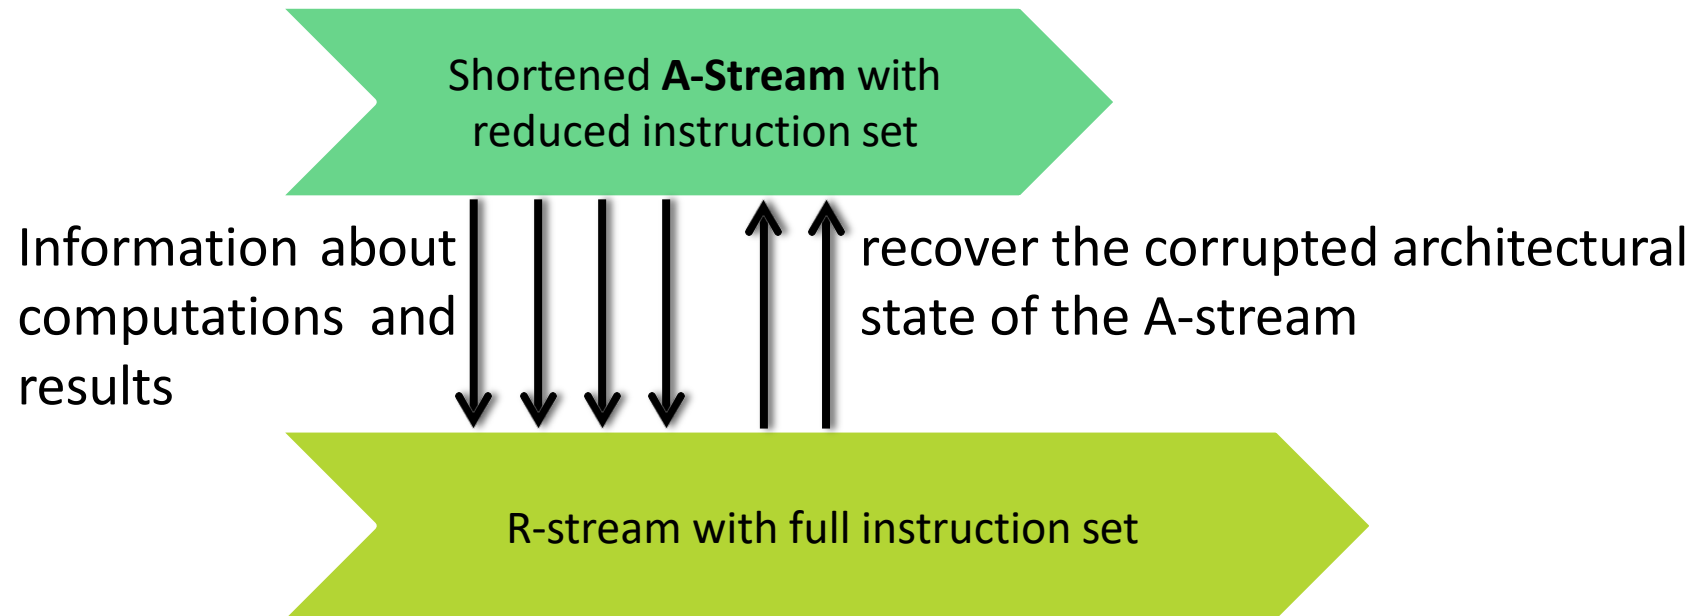 Shortened A-Stream with
reduced instruction set
Information about
computations and
results
recover the corrupted architectural
state of the A-stream
R-stream with full instruction set